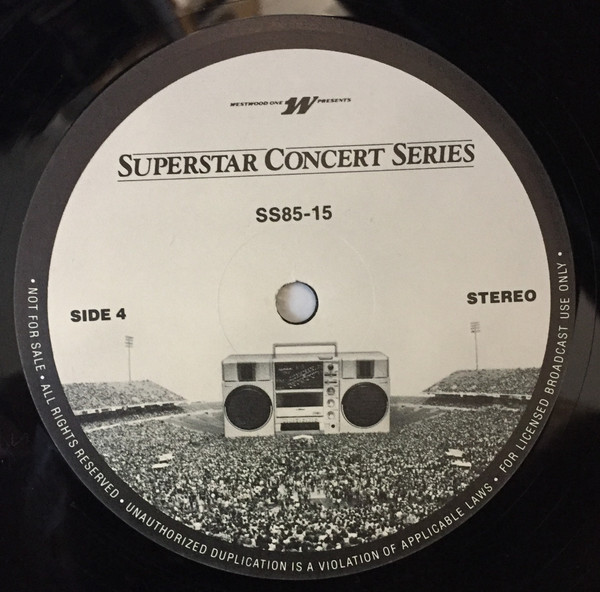 WESTWOOD ONE W PRESENTS
SUPERSTAR CONCERT SERIES
SS85-15
SIDE 4
STEREO
• NOT FOR SALE • ALL RIGHTS RESERVED • UNAUTHORIZED DUPLICATION IS A VIOLATION OF APPLICABLE LAWS • FOR LICENSED BROADCAST USE ONLY •